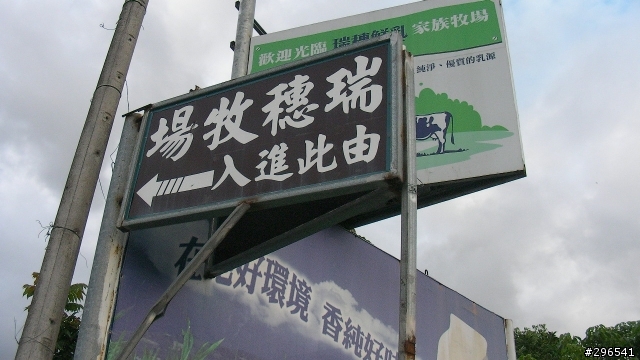 歡迎光臨 瑞穗鮮乳 家族牧場
純淨、優質的乳源
瑞穗牧場
由此進入
好環境 香純好
#296541